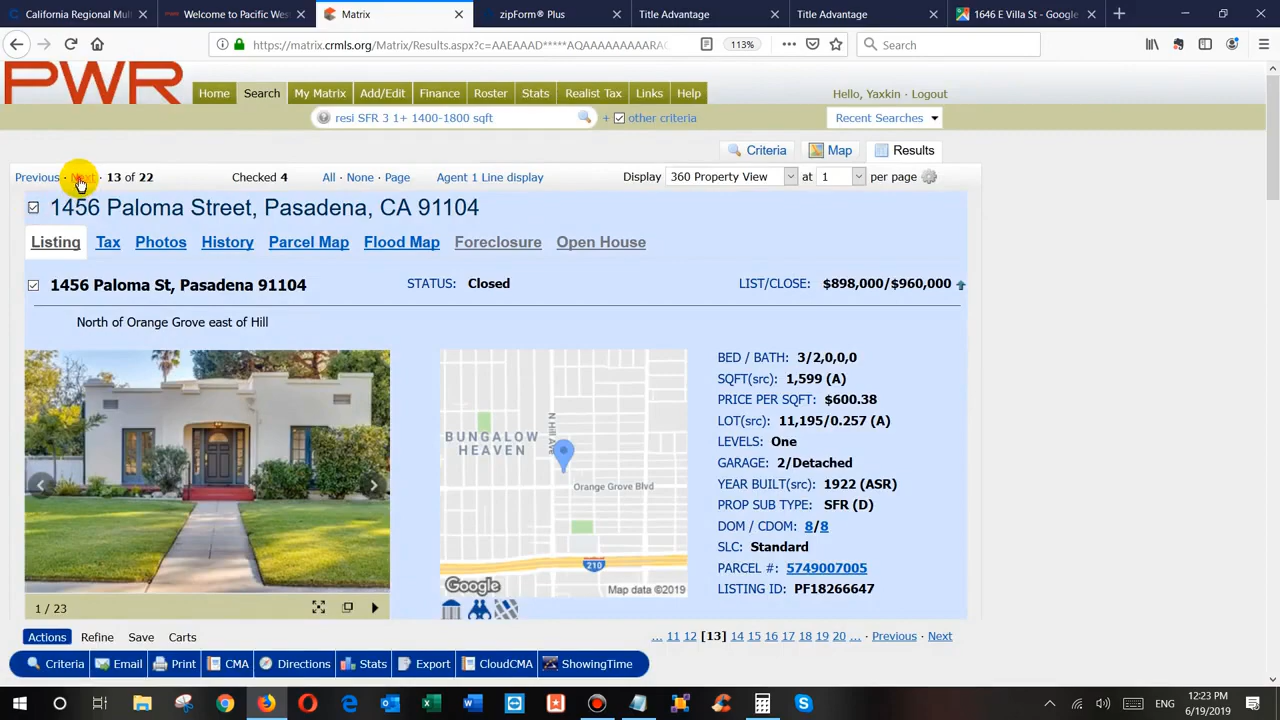 California Regional Mult
Welcome to Pacific West
Matrix
zipForm® Plus
Title Advantage
Title Advantage
1646 E Villa St - Google
https://matrix.crmls.org/Matrix/Results.aspx?c=AAEAAAD*****AQAAAAAAAAARAC
113%
Search
PWR
Home
Search
My Matrix
Add/Edit
Finance
Roster
Stats
Realist Tax
Links
Help
Hello, Yaxkin · Logout
resi SFR 3 1+ 1400-1800 sqft
+ other criteria
Recent Searches
Criteria
Map
Results
Previous · Next · 13 of 22
Checked 4
All · None · Page
Agent 1 Line display
Display 360 Property View at 1 per page
1456 Paloma Street, Pasadena, CA 91104
Listing
Tax
Photos
History
Parcel Map
Flood Map
Foreclosure
Open House
1456 Paloma St, Pasadena 91104
STATUS: Closed
LIST/CLOSE: $898,000/$960,000
North of Orange Grove east of Hill
BUNGALOW
HEAVEN
N Hill Ave
Orange Grove Blvd
210
Google
Map data ©2019
1 / 23
BED / BATH: 3/2,0,0,0
SQFT(src): 1,599 (A)
PRICE PER SQFT: $600.38
LOT(src): 11,195/0.257 (A)
LEVELS: One
GARAGE: 2/Detached
YEAR BUILT(src): 1922 (ASR)
PROP SUB TYPE: SFR (D)
DOM / CDOM: 8/8
SLC: Standard
PARCEL #: 5749007005
LISTING ID: PF18266647
Actions
Refine
Save
Carts
... 11 12 [13] 14 15 16 17 18 19 20 ... · Previous · Next
Criteria
Email
Print
CMA
Directions
Stats
Export
CloudCMA
ShowingTime
ENG
12:23 PM
6/19/2019